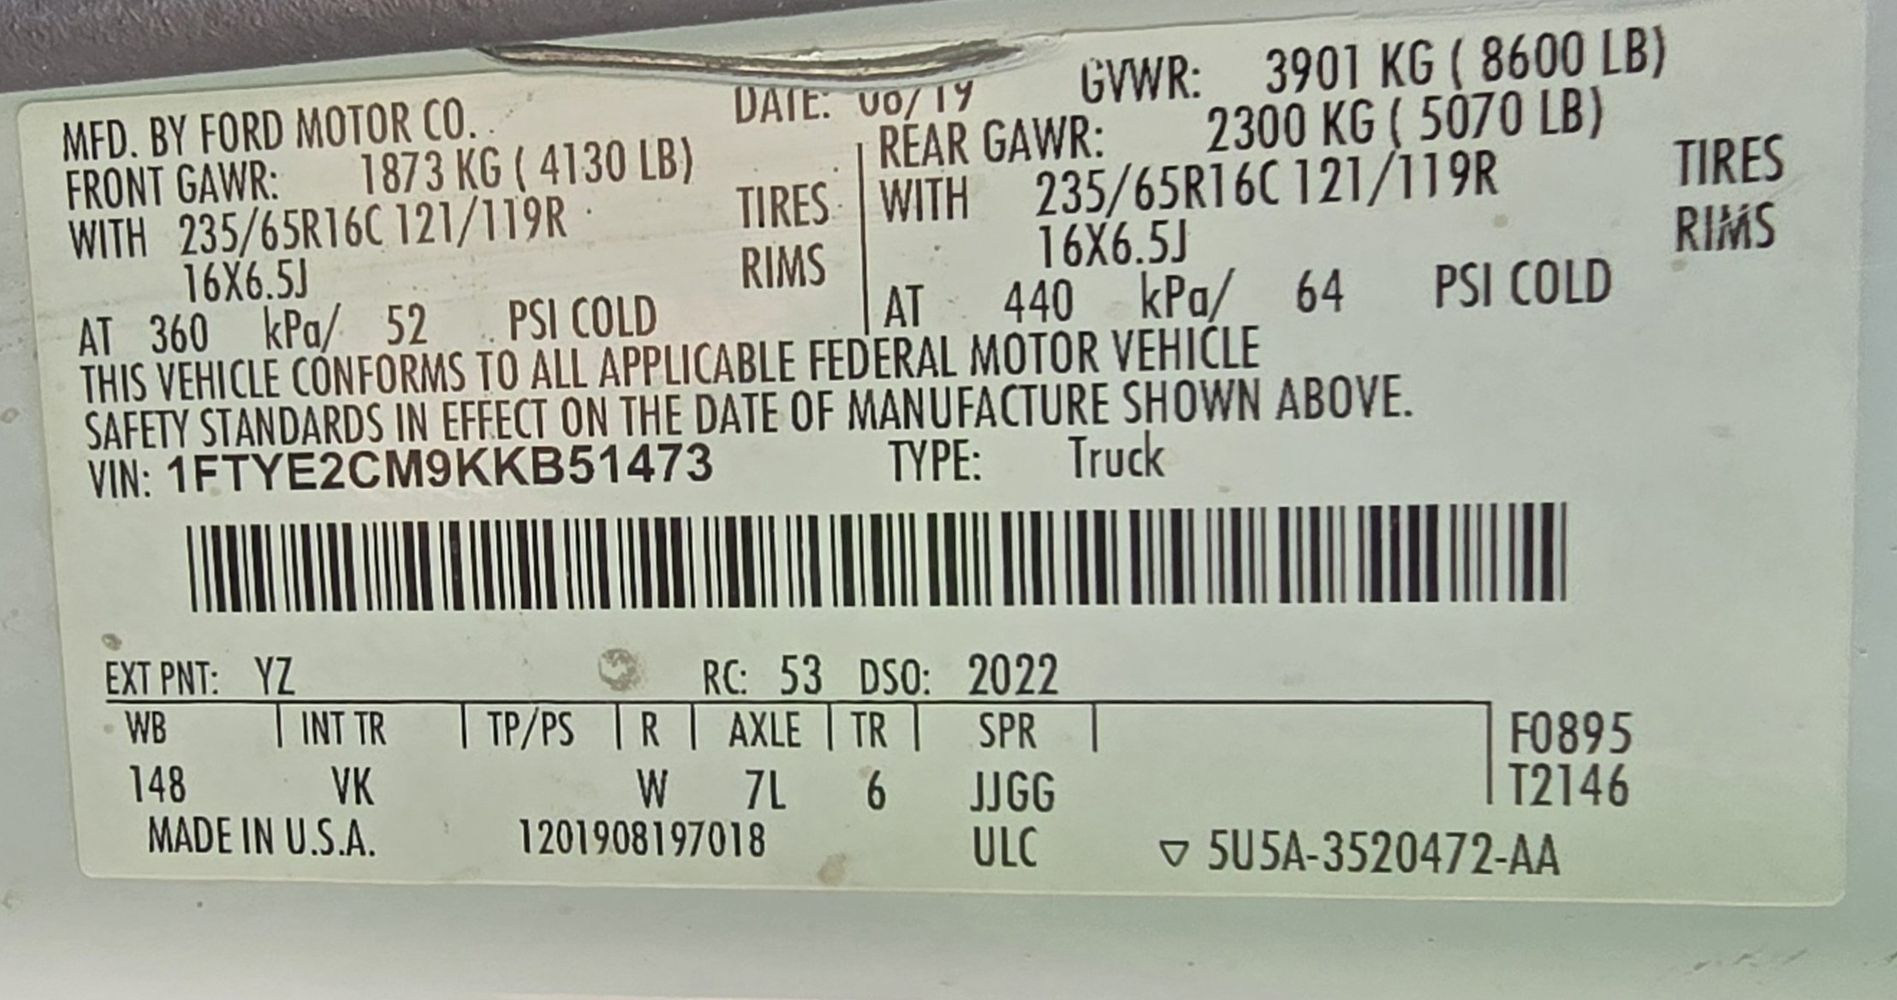 MFD. BY FORD MOTOR CO. DATE: 08/19 GVWR: 3901 KG ( 8600 LB)
FRONT GAWR: 1873 KG ( 4130 LB) REAR GAWR: 2300 KG ( 5070 LB)
WITH 235/65R16C 121/119R TIRES WITH 235/65R16C 121/119R TIRES
16X6.5J RIMS 16X6.5J RIMS
AT 360 kPa/ 52 PSI COLD AT 440 kPa/ 64 PSI COLD
THIS VEHICLE CONFORMS TO ALL APPLICABLE FEDERAL MOTOR VEHICLE
SAFETY STANDARDS IN EFFECT ON THE DATE OF MANUFACTURE SHOWN ABOVE.
VIN: 1FTYE2CM9KKB51473 TYPE: Truck
EXT PNT: YZ RC: 53 DSO: 2022
WB INT TR TP/PS R AXLE TR SPR F0895
148 VK W 7L 6 JJGG T2146
MADE IN U.S.A. 1201908197018 ULC ▽ 5U5A-3520472-AA